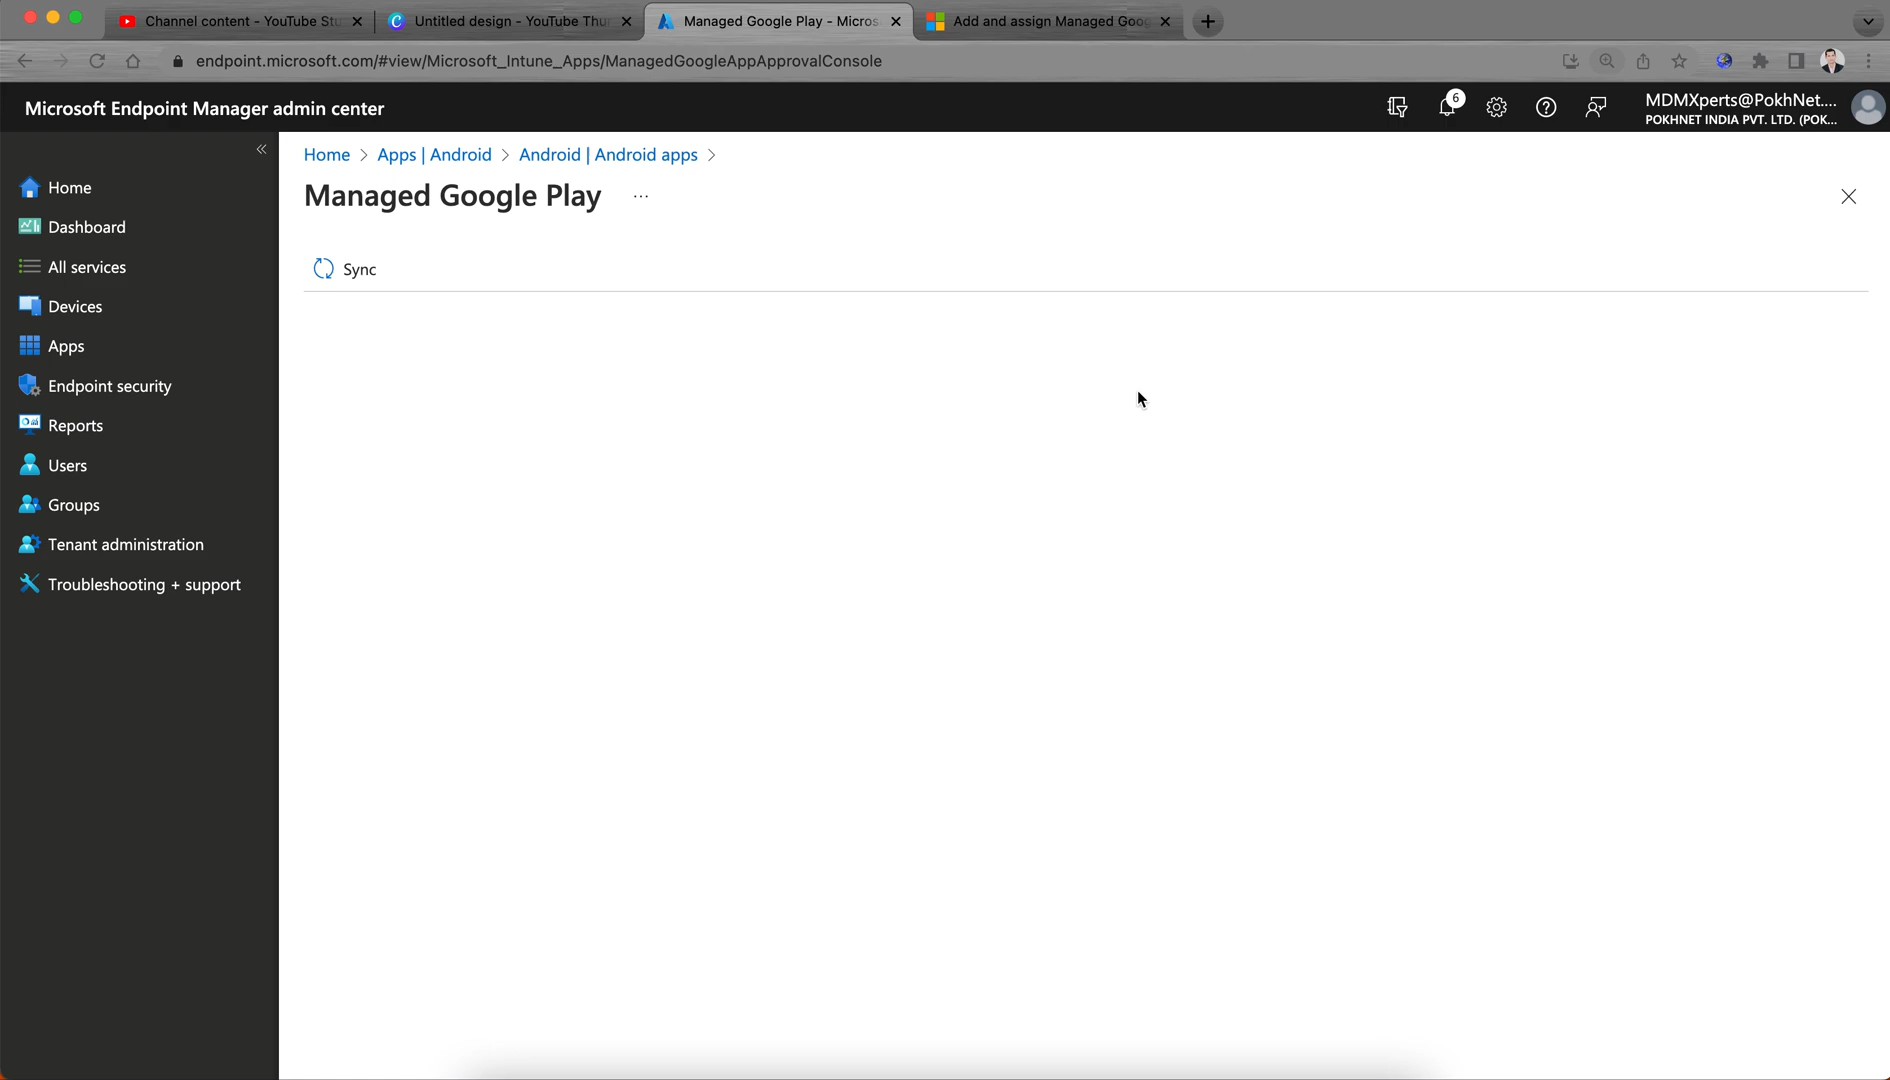 Channel content - YouTube Stu
Untitled design - YouTube Thu
Managed Google Play - Micros
Add and assign Managed Goog
endpoint.microsoft.com/#view/Microsoft_Intune_Apps/ManagedGoogleAppApprovalConsole
Microsoft Endpoint Manager admin center
6
MDMXperts@PokhNet....
POKHNET INDIA PVT. LTD. (POK...
Home > Apps | Android > Android | Android apps >
Managed Google Play ...
Sync
Home
Dashboard
All services
Devices
Apps
Endpoint security
Reports
Users
Groups
Tenant administration
Troubleshooting + support